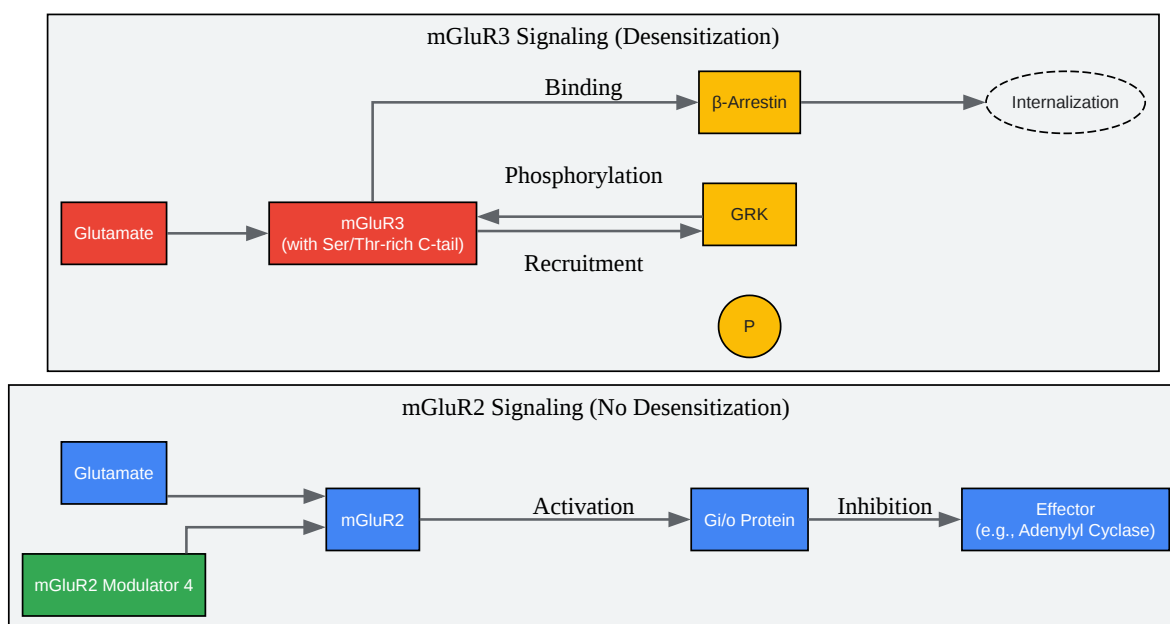 mGluR3 Signaling (Desensitization)
Binding
β-Arrestin
Internalization
Phosphorylation
Glutamate
mGluR3
(with Ser/Thr-rich C-tail)
GRK
Recruitment
P
mGluR2 Signaling (No Desensitization)
Glutamate
mGluR2
Activation
Gi/o Protein
Inhibition
Effector
(e.g., Adenylyl Cyclase)
mGluR2 Modulator 4